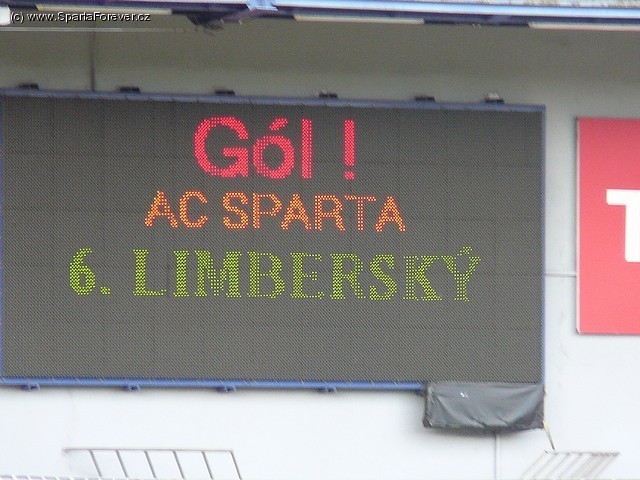 (c) www.SpartaForever.cz
Gól !
AC SPARTA
6. LIMBERSKÝ
T